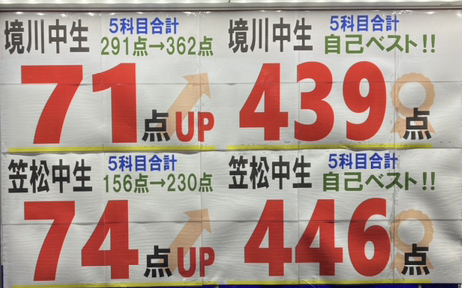 境川中生 5科目合計
291点→362点
71点UP
境川中生 5科目合計
自己ベスト!!
439点
笠松中生 5科目合計
156点→230点
74点UP
笠松中生 5科目合計
自己ベスト!!
446点